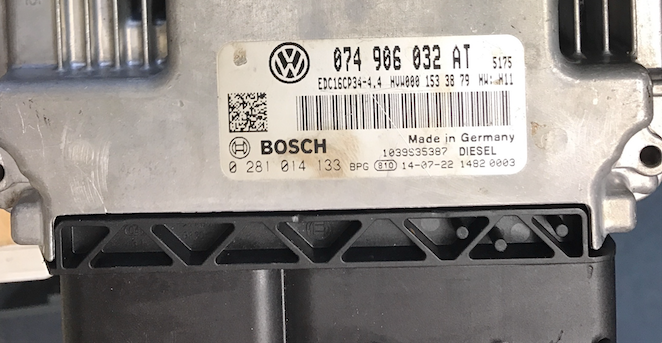 074 906 032 AT 5175
EDC16CP34-4.4 HVW000 153 38 79 HW: H11
Made in Germany
BOSCH 1039S35387 DIESEL
0 281 014 133 BPG 810 14-07-22 1482 0003